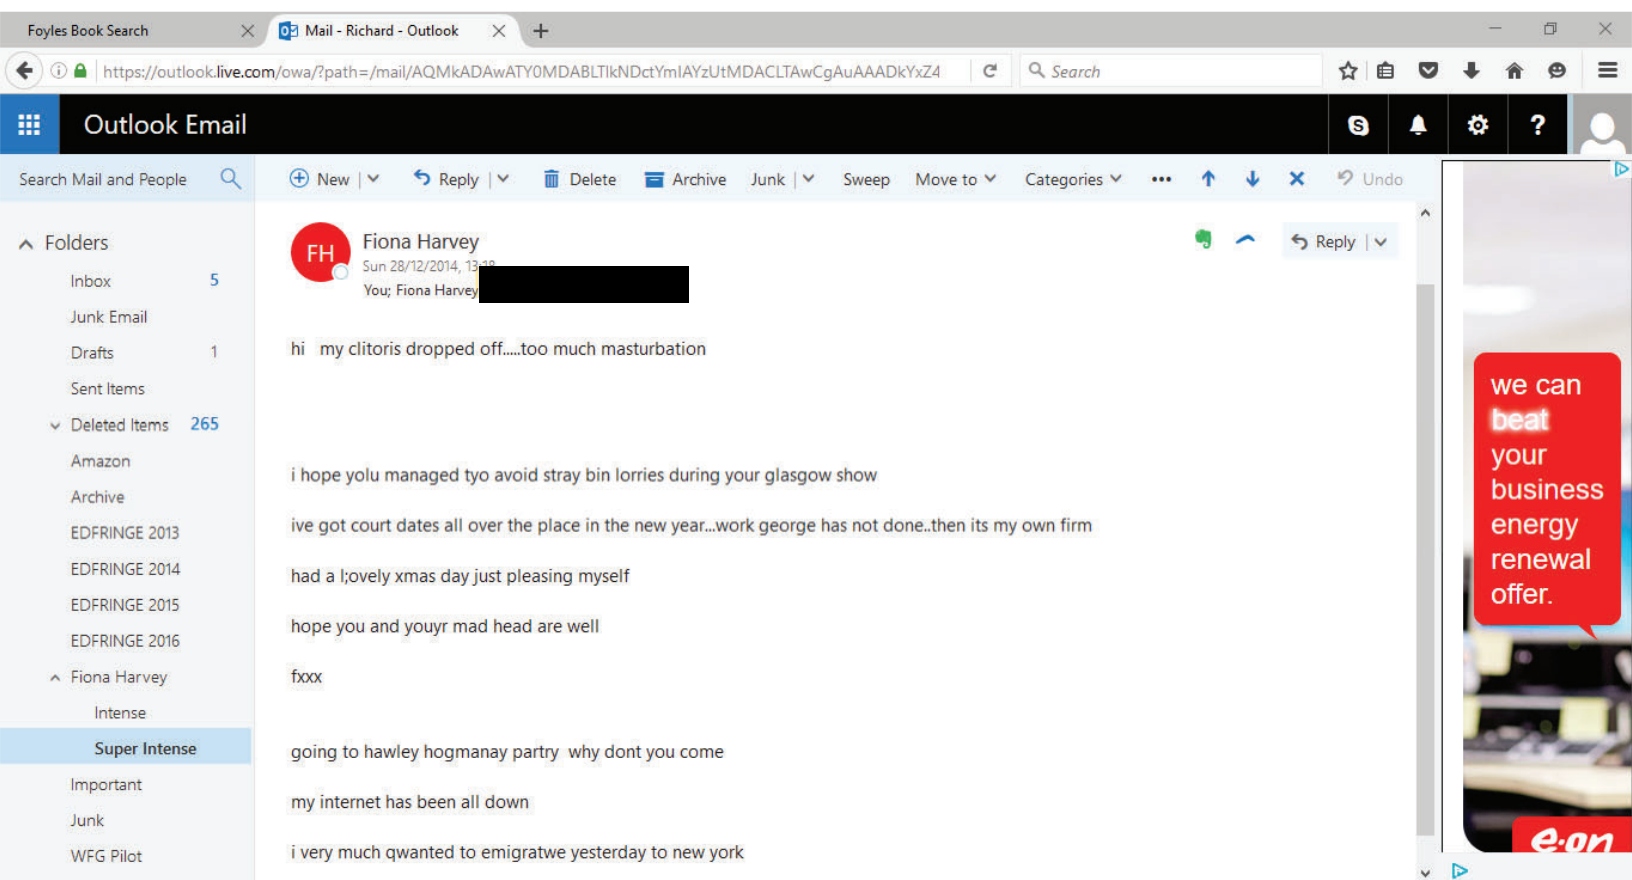 Foyles Book Search
Mail - Richard - Outlook
https://outlook.live.com/owa/?path=/mail/AQMkADAwATY0MDABLTlkNDctYmIAYzUtMDACLTAwCgAuAAADkYxZ4
Search
Outlook Email
Search Mail and People
New
Reply
Delete
Archive
Junk
Sweep
Move to
Categories
Undo
Folders
Inbox 5
Junk Email
Drafts 1
Sent Items
Deleted Items 265
Amazon
Archive
EDFRINGE 2013
EDFRINGE 2014
EDFRINGE 2015
EDFRINGE 2016
Fiona Harvey
Intense
Super Intense
Important
Junk
WFG Pilot
FH
Fiona Harvey
Sun 28/12/2014,
You; Fiona Harvey
Reply
hi   my clitoris dropped off.....too much masturbation
i hope yolu managed tyo avoid stray bin lorries during your glasgow show
ive got court dates all over the place in the new year...work george has not done..then its my own firm
had a l;ovely xmas day just pleasing myself
hope you and youyr mad head are well
fxxx
going to hawley hogmanay partry  why dont you come
my internet has been all down
i very much qwanted to emigratwe yesterday to new york
we can
beat
your
business
energy
renewal
offer.
e·on